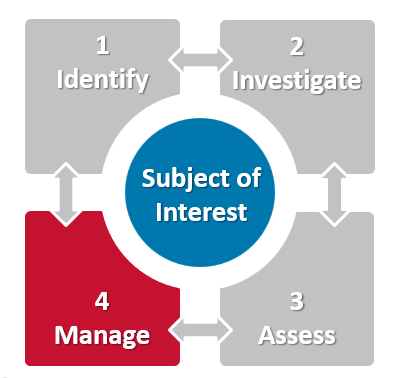 1
Identify
2
Investigate
Subject of
Interest
4
Manage
3
Assess